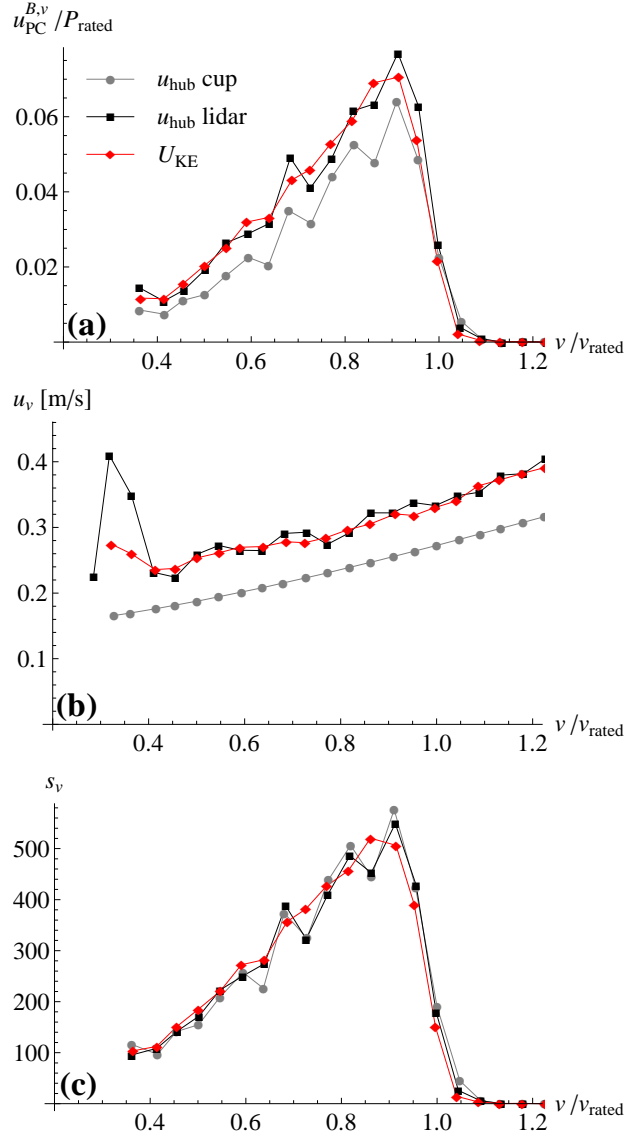 u_PC^{B,v}/P_rated
u_hub cup
u_hub lidar
U_KE
0.06
0.04
0.02
(a)
0.4 0.6 0.8 1.0 1.2
v/v_rated
u_v [m/s]
0.4
0.3
0.2
0.1
(b)
0.4 0.6 0.8 1.0 1.2
v/v_rated
s_v
500
400
300
200
100
(c)
0.4 0.6 0.8 1.0 1.2
v/v_rated